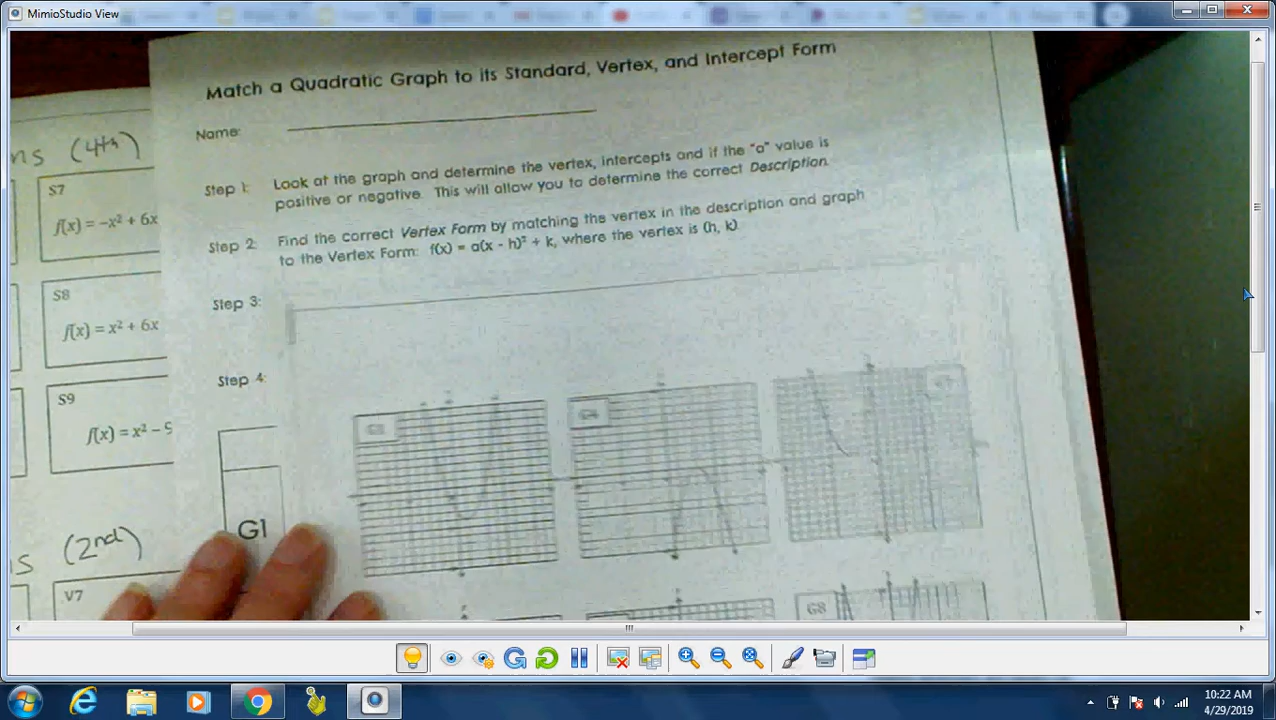 MimioStudio View
Match a Quadratic Graph to its Standard, Vertex, and Intercept Form
Name:
Step 1: Look at the graph and determine the vertex, intercepts and if the "a" value is
positive or negative. This will allow you to determine the correct Description.
Step 2: Find the correct Vertex Form by matching the vertex in the description and graph
to the Vertex Form: f(x) = a(x - h)² + k, where the vertex is (h, k).
Step 3:
Step 4:
G1
G8
ns (4th)
S7
f(x) = -x² + 6x
S8
f(x) = x² + 6x
S9
f(x) = x² -
s (2nd)
V7
10:22 AM
4/29/2019